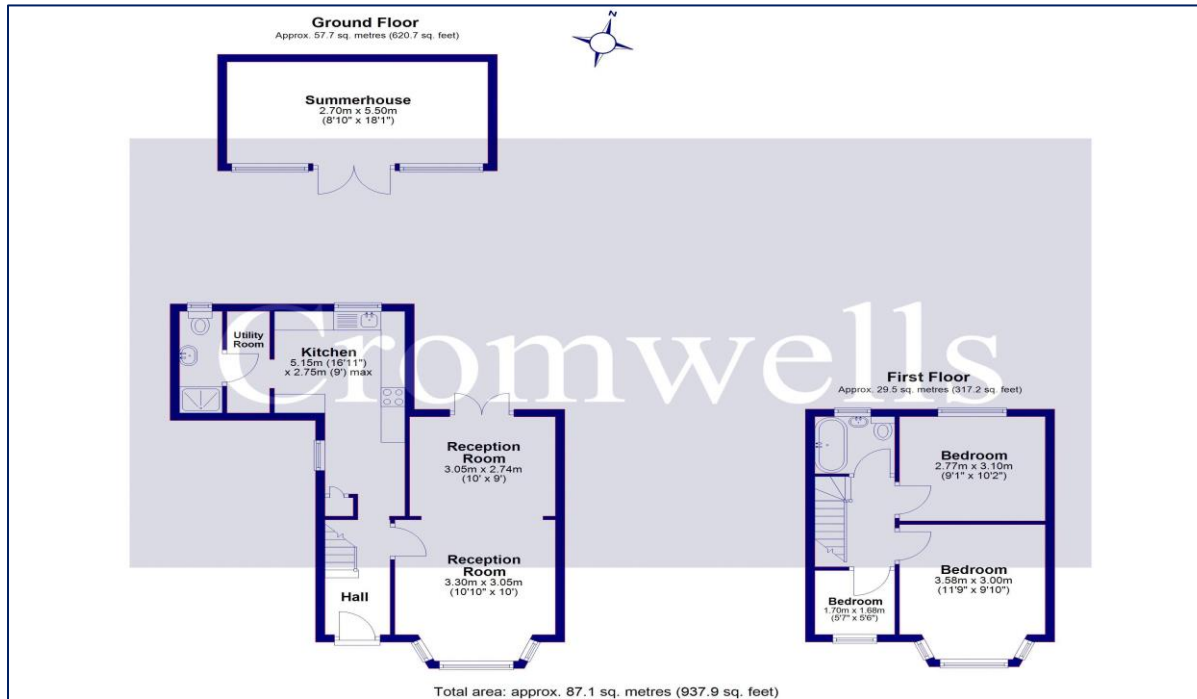 N
Ground Floor
Approx. 57.7 sq. metres (620.7 sq. feet)
Summerhouse
2.70m x 5.50m
(8'10" x 18'1")
Cromwells
Utility
Room
Kitchen
5.15m (16'11")
x 2.75m (9') max
Reception
Room
3.05m x 2.74m
(10' x 9')
Reception
Room
3.30m x 3.05m
(10'10" x 10')
Hall
First Floor
Approx. 29.5 sq. metres (317.2 sq. feet)
Bedroom
2.77m x 3.10m
(9'1" x 10'2")
Bedroom
3.58m x 3.00m
(11'9" x 9'10")
Bedroom
1.70m x 1.68m
(5'7" x 5'6")
Total area: approx. 87.1 sq. metres (937.9 sq. feet)